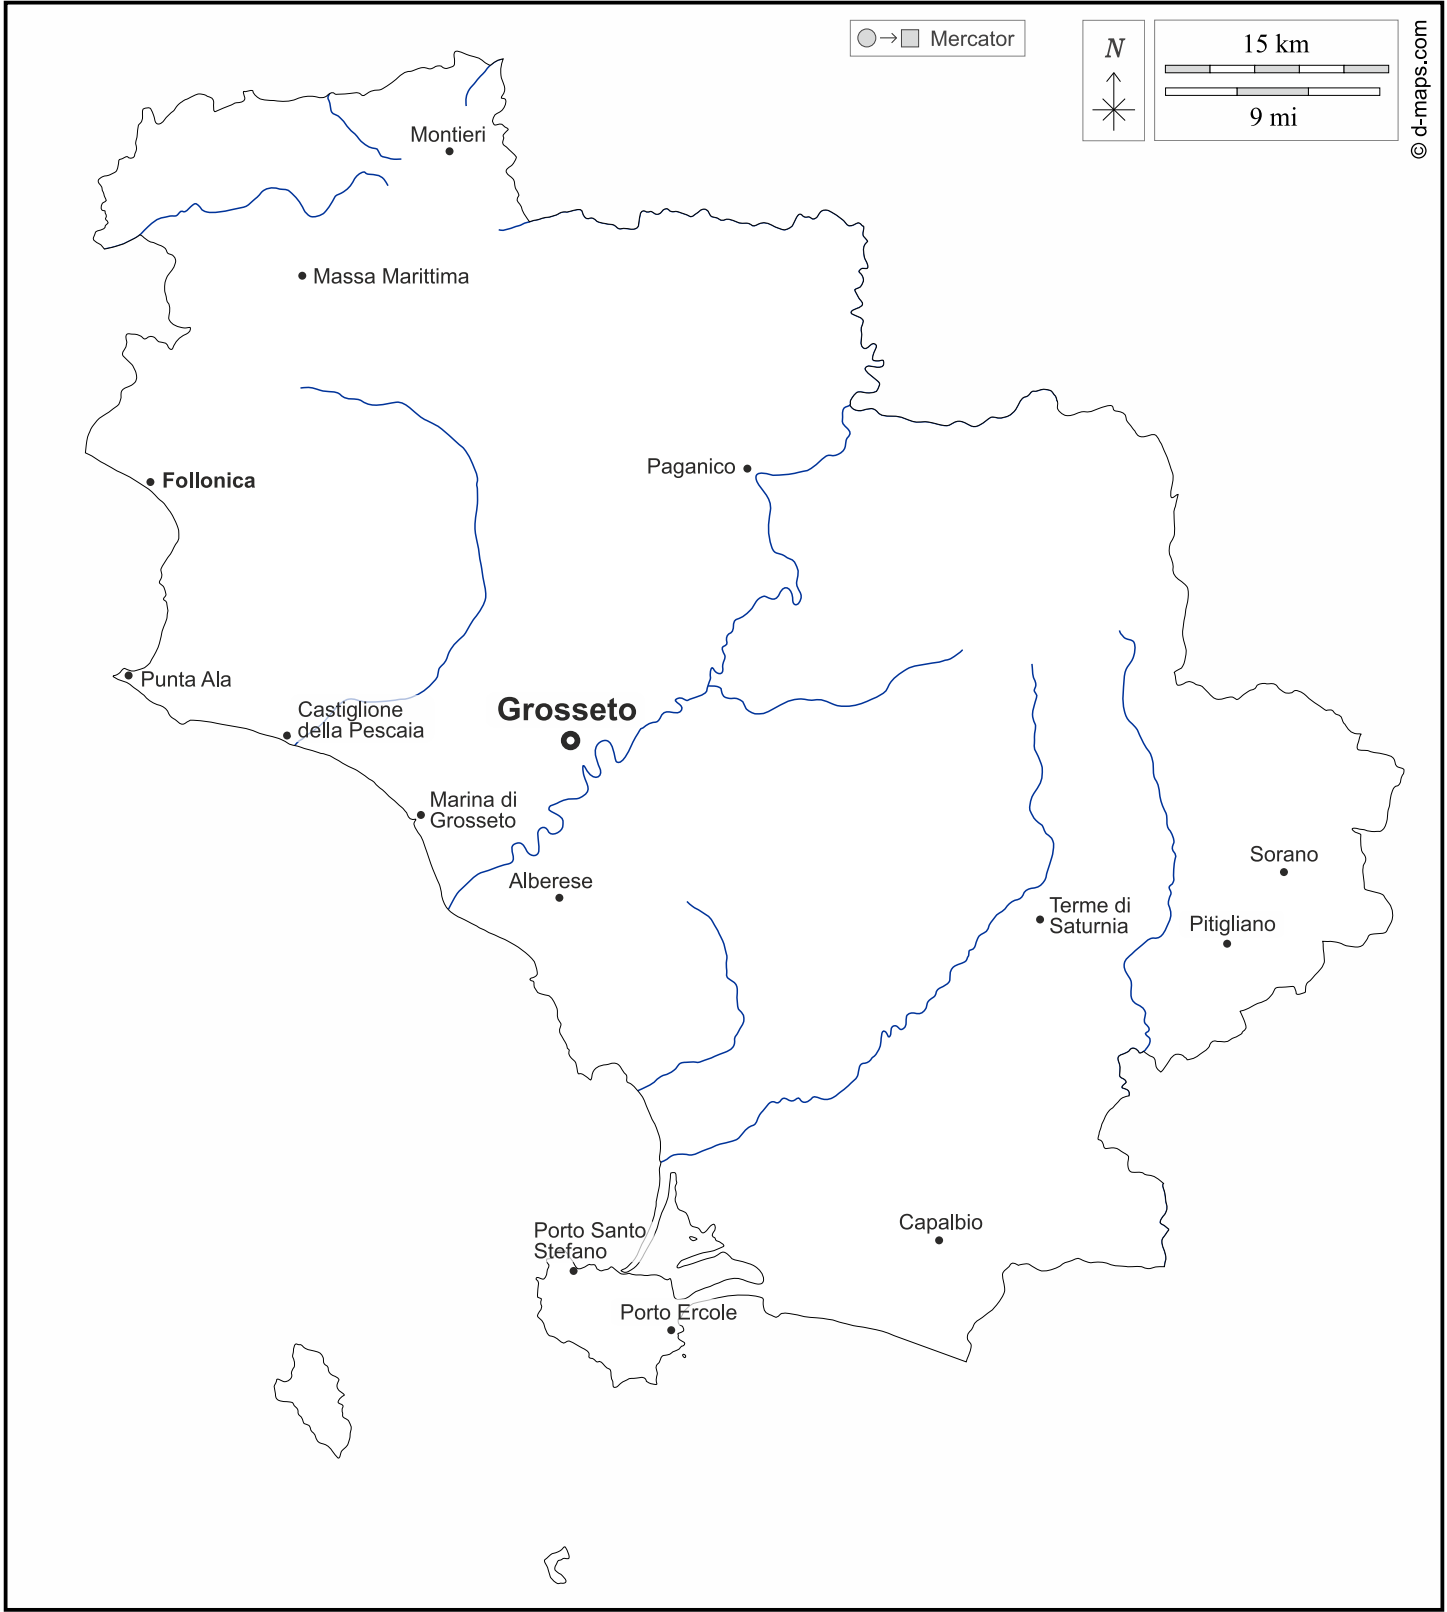 Mercator
N
15 km
9 mi
© d-maps.com
Montieri
Massa Marittima
Paganico
Follonica
Punta Ala
Castiglione
della Pescaia
Grosseto
Marina di
Grosseto
Alberese
Sorano
Terme di
Saturnia
Pitigliano
Capalbio
Porto Santo
Stefano
Porto Ercole